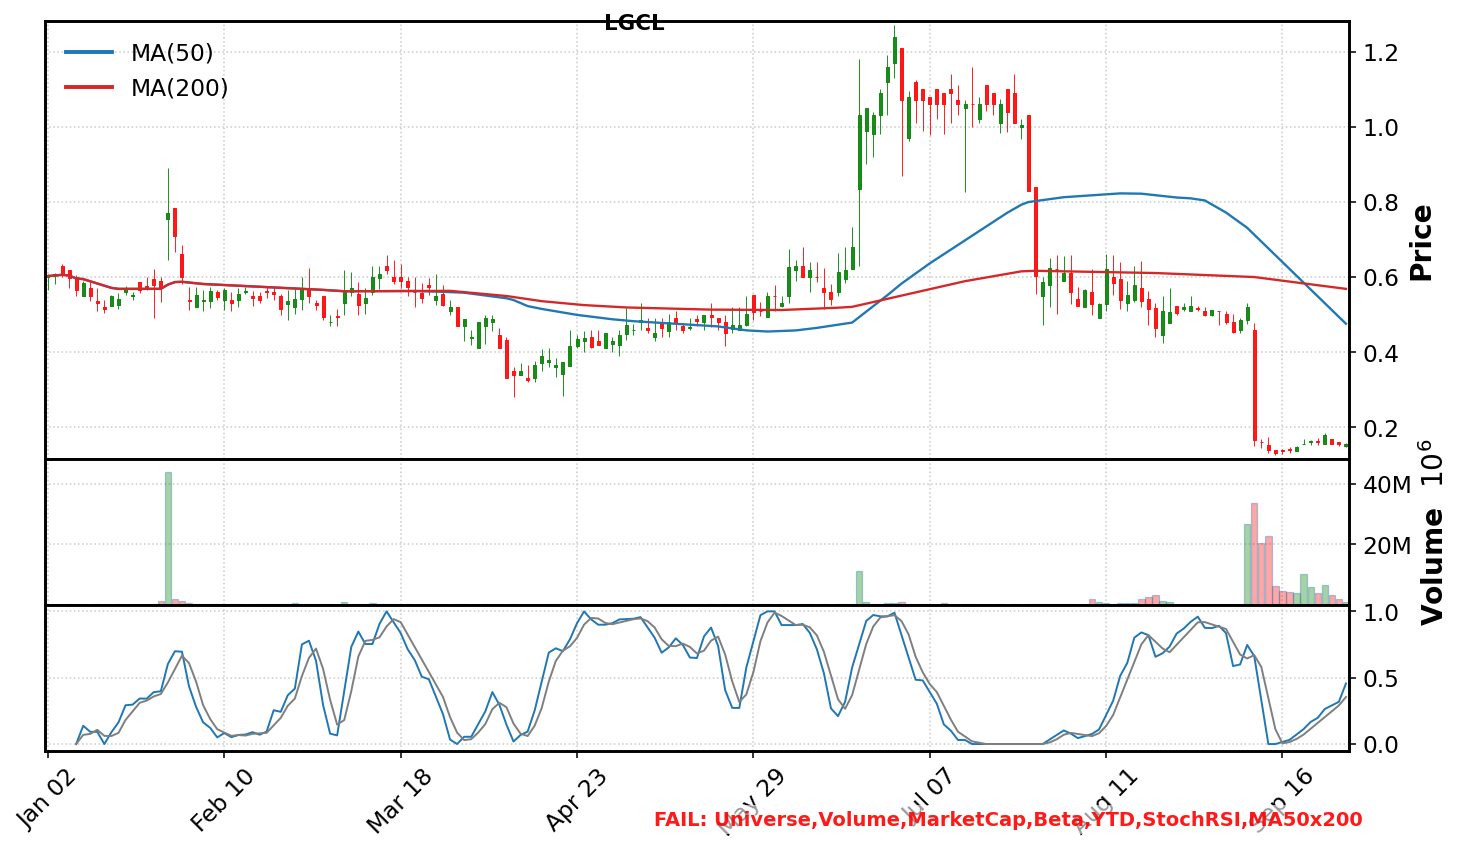 LGCL
MA(50)
MA(200)
1.2
1.0
0.8
0.6
0.4
0.2
Price
40M
20M
Volume 10^6
1.0
0.5
0.0
Jan 02
Feb 10
Mar 18
Apr 23
May 29
Jul 07
Aug 11
Sep 16
FAIL: Universe,Volume,MarketCap,Beta,YTD,StochRSI,MA50x200